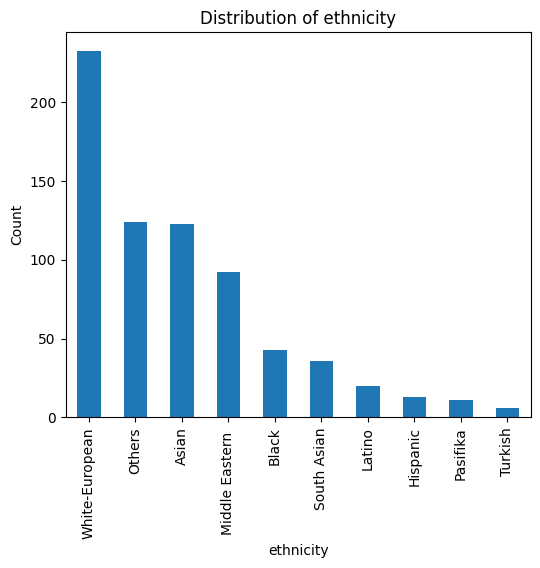 Distribution of ethnicity
Count
200
150
100
50
0
White-European
Others
Asian
Middle Eastern
Black
South Asian
Latino
Hispanic
Pasifika
Turkish
ethnicity